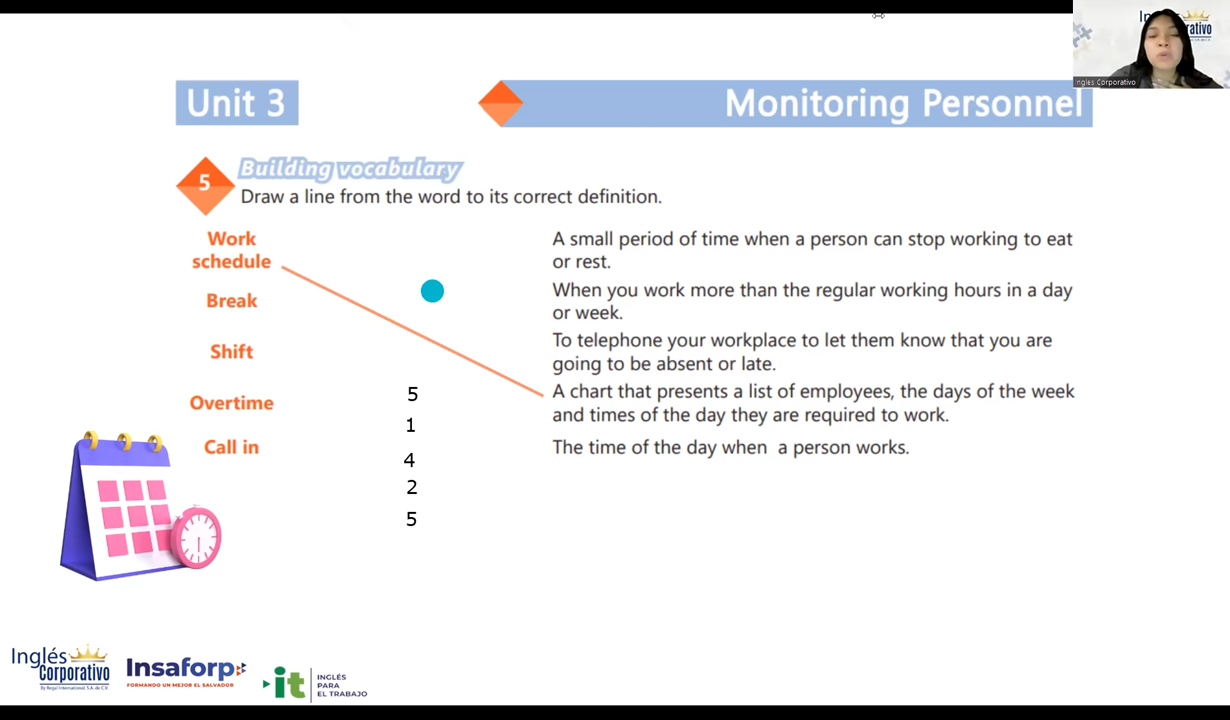 Inglés Corporativo
Unit 3
Monitoring Personnel
5
Building vocabulary
Draw a line from the word to its correct definition.
Work
schedule
A small period of time when a person can stop working to eat
or rest.
Break
When you work more than the regular working hours in a day
or week.
Shift
To telephone your workplace to let them know that you are
going to be absent or late.
Overtime
A chart that presents a list of employees, the days of the week
and times of the day they are required to work.
Call in
The time of the day when a person works.
5
1
4
2
5
Inglés
Corporativo
By Regal International, S.A. de C.V.
Insaforp
FORMANDO UN MEJOR EL SALVADOR
it
INGLÉS
PARA
EL TRABAJO